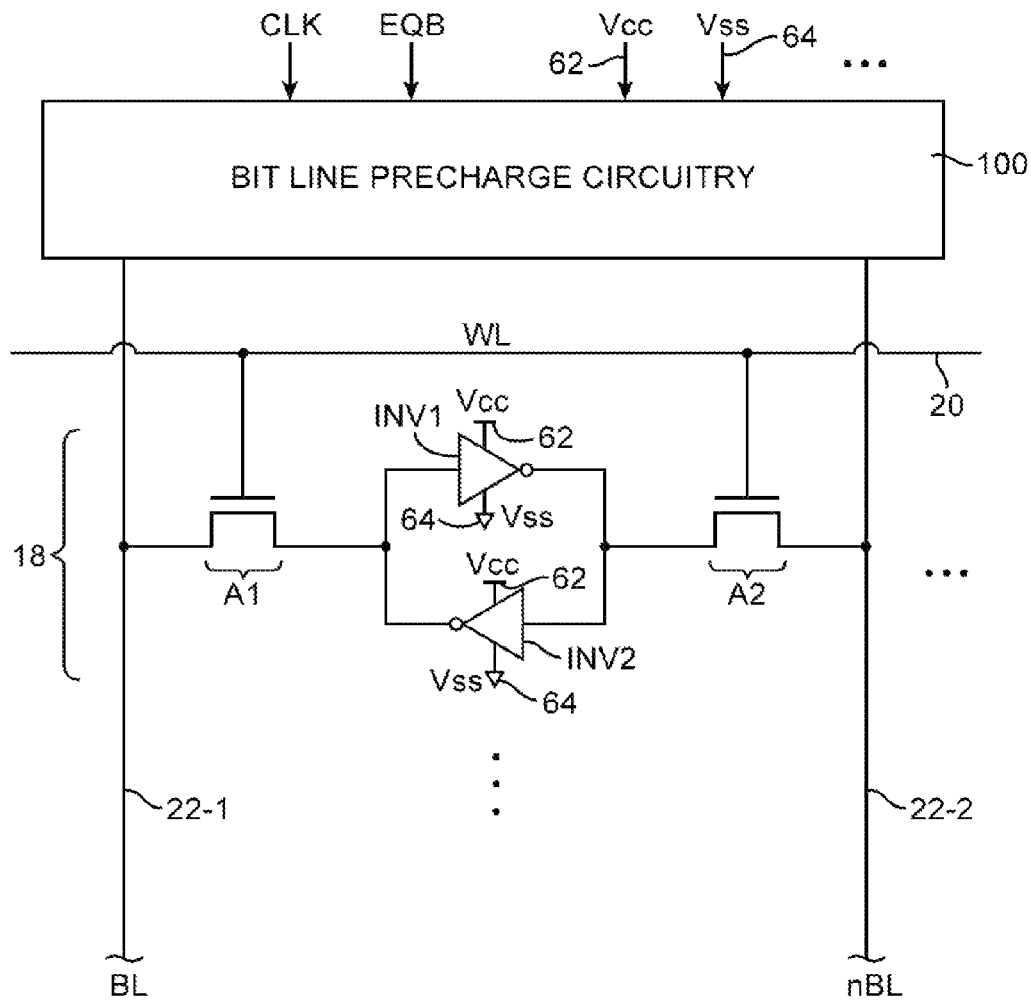 CLK EQB Vcc Vss 64
62
BIT LINE PRECHARGE CIRCUITRY
100
WL
20
Vcc
INV1
62
64 Vss
18
Vcc
62
A1
A2
INV2
Vss
64
22-1
22-2
BL
nBL